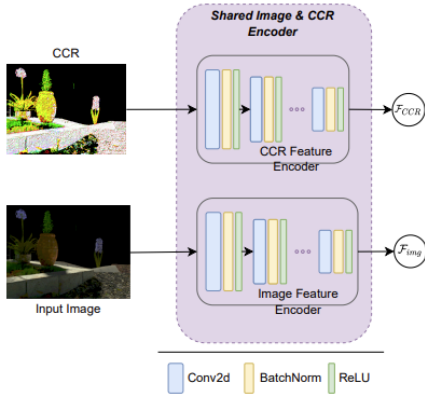 Shared Image & CCR
Encoder
CCR
CCR Feature
Encoder
F_CCR
Image Feature
Encoder
F_img
Input Image
Conv2d
BatchNorm
ReLU